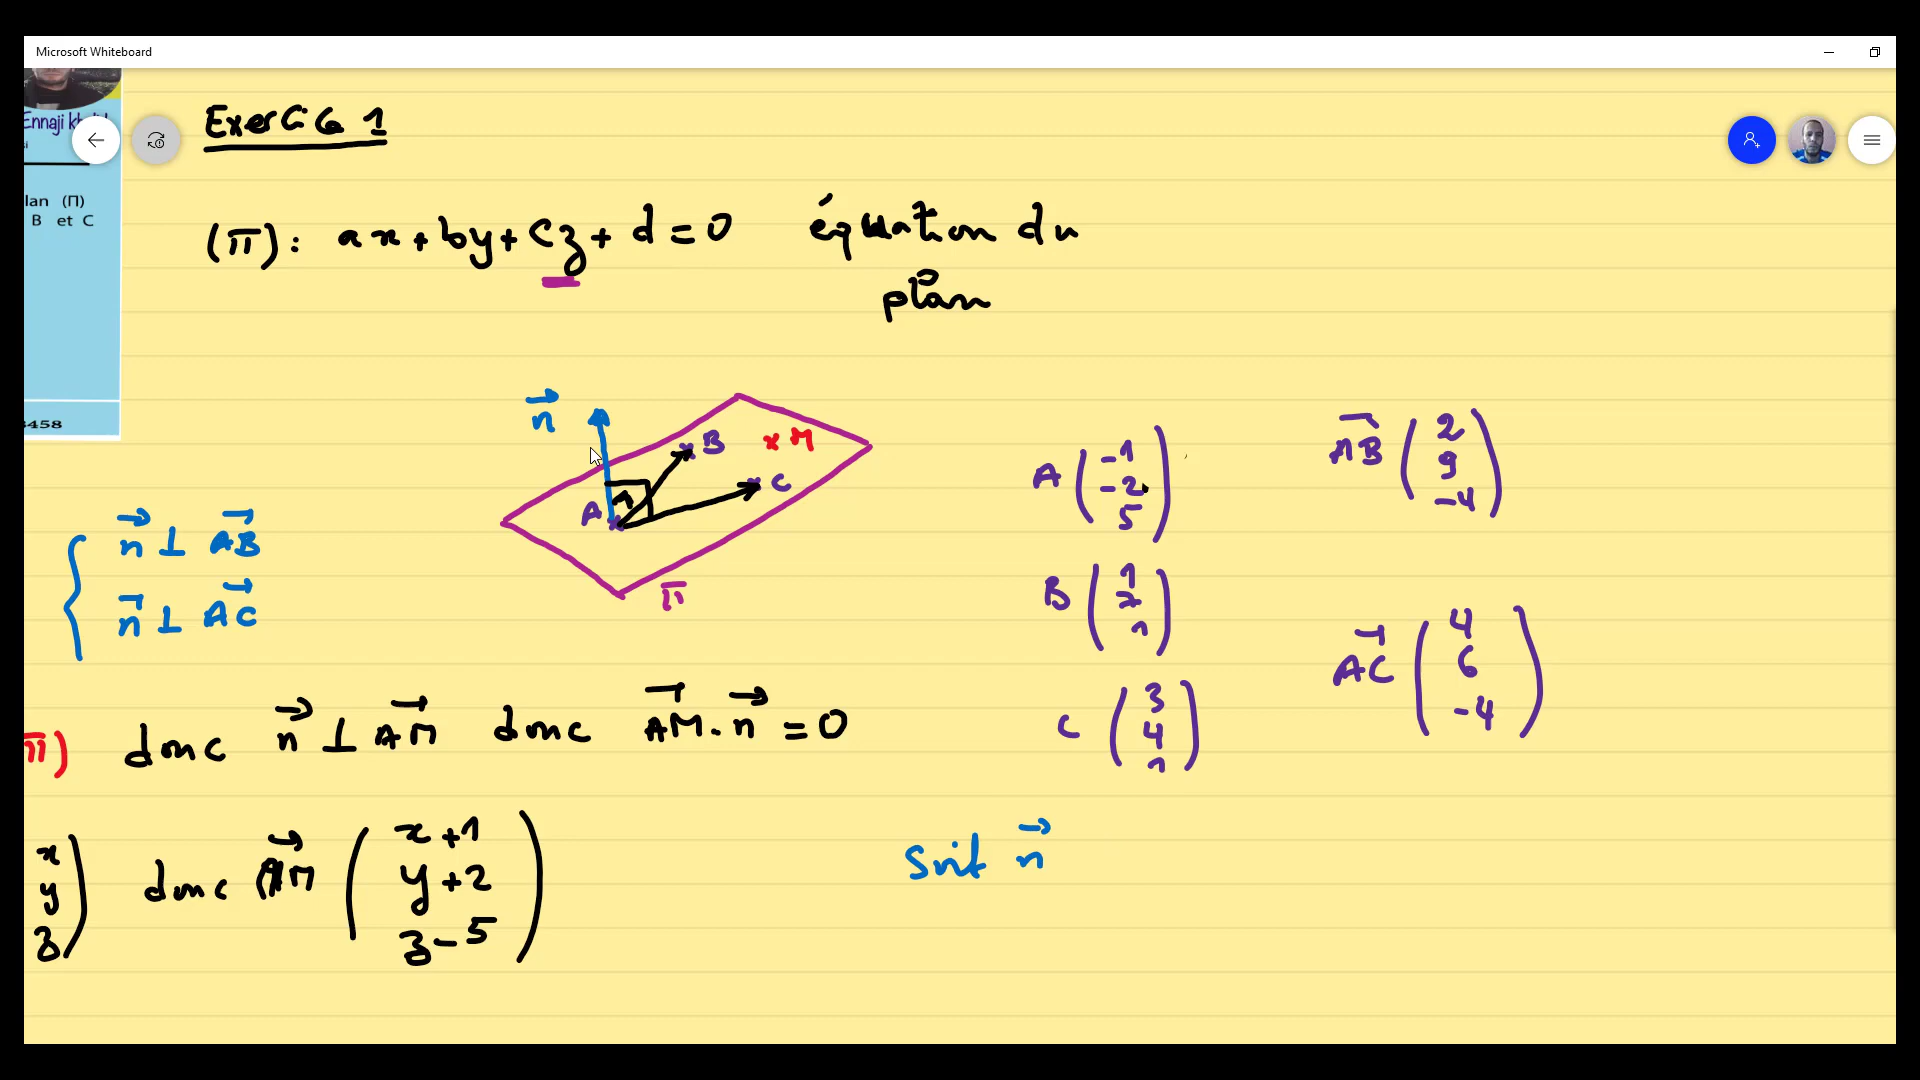 Microsoft Whiteboard
Ennaji kh
lan (Π)
B et C
458
Exercice 1
(π): ax + by + cz + d = 0 équation du
plan
n B x M
A C
π
{ n ⊥ AB
n ⊥ AC
A ( -1
-2
5 )
B ( 1
7
1 )
C ( 3
4
1 )
AB ( 2
9
-4 )
AC ( 4
6
-4 )
π) donc n ⊥ AM donc AM . n = 0
x
y
z ) donc AM ( x + 1
y + 2
z - 5 )
Soit n